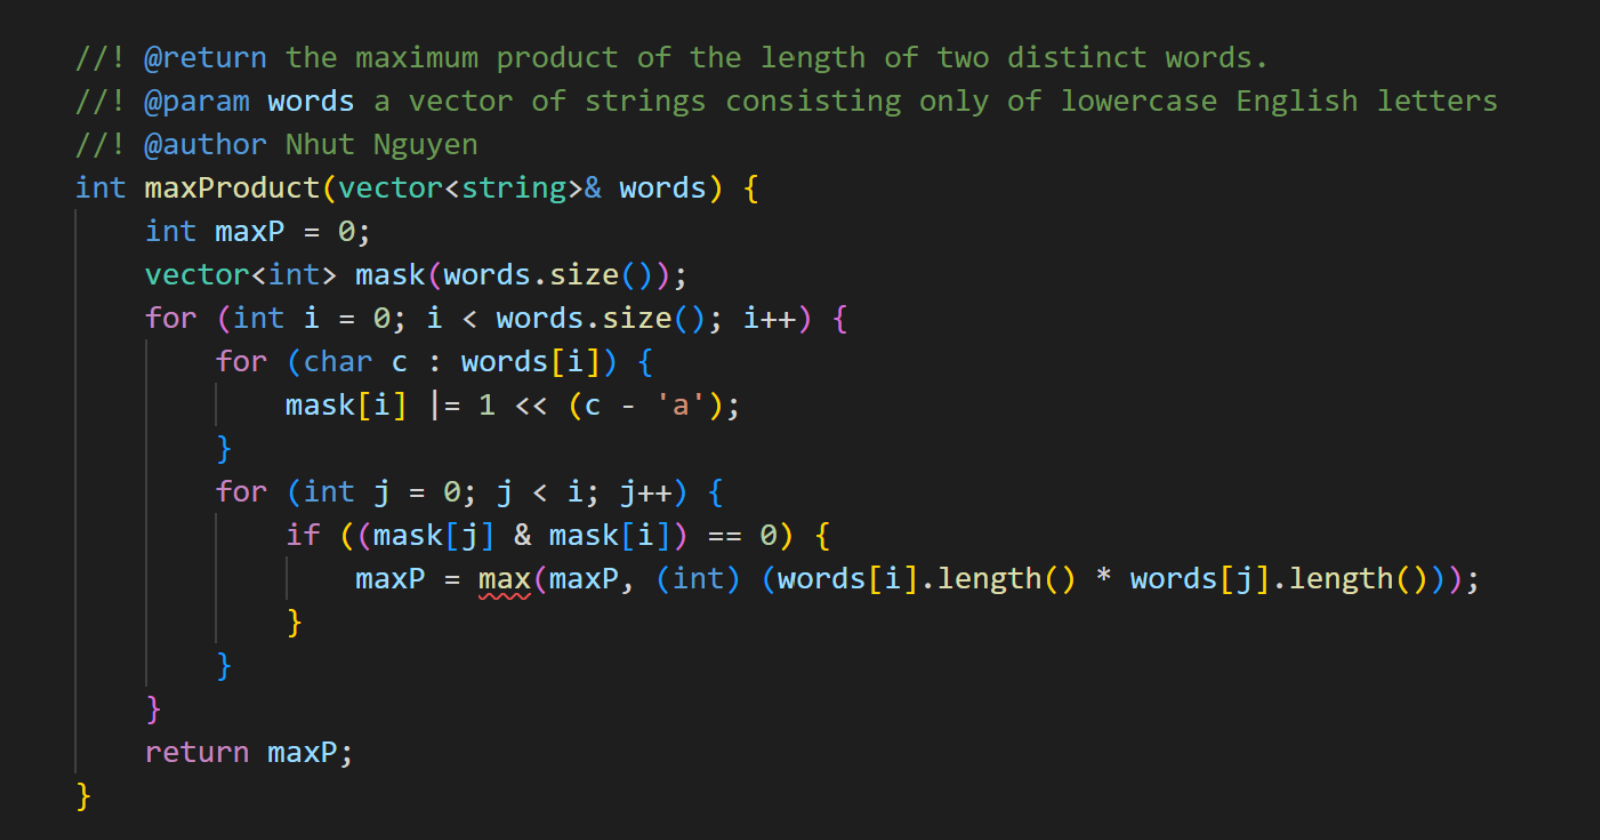 //! @return the maximum product of the length of two distinct words.
//! @param words a vector of strings consisting only of lowercase English letters
//! @author Nhut Nguyen
int maxProduct(vector<string>& words) {
    int maxP = 0;
    vector<int> mask(words.size());
    for (int i = 0; i < words.size(); i++) {
        for (char c : words[i]) {
            mask[i] |= 1 << (c - 'a');
        }
        for (int j = 0; j < i; j++) {
            if ((mask[j] & mask[i]) == 0) {
                maxP = max(maxP, (int) (words[i].length() * words[j].length()));
            }
        }
    }
    return maxP;
}